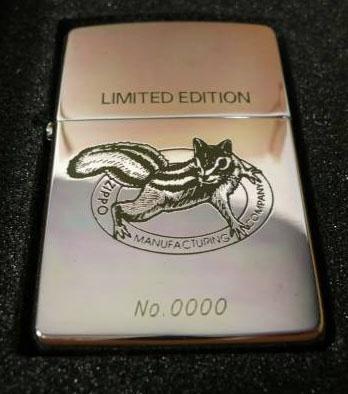 LIMITED EDITION
ZIPPO
MANUFACTURING
COMPANY
No.0000